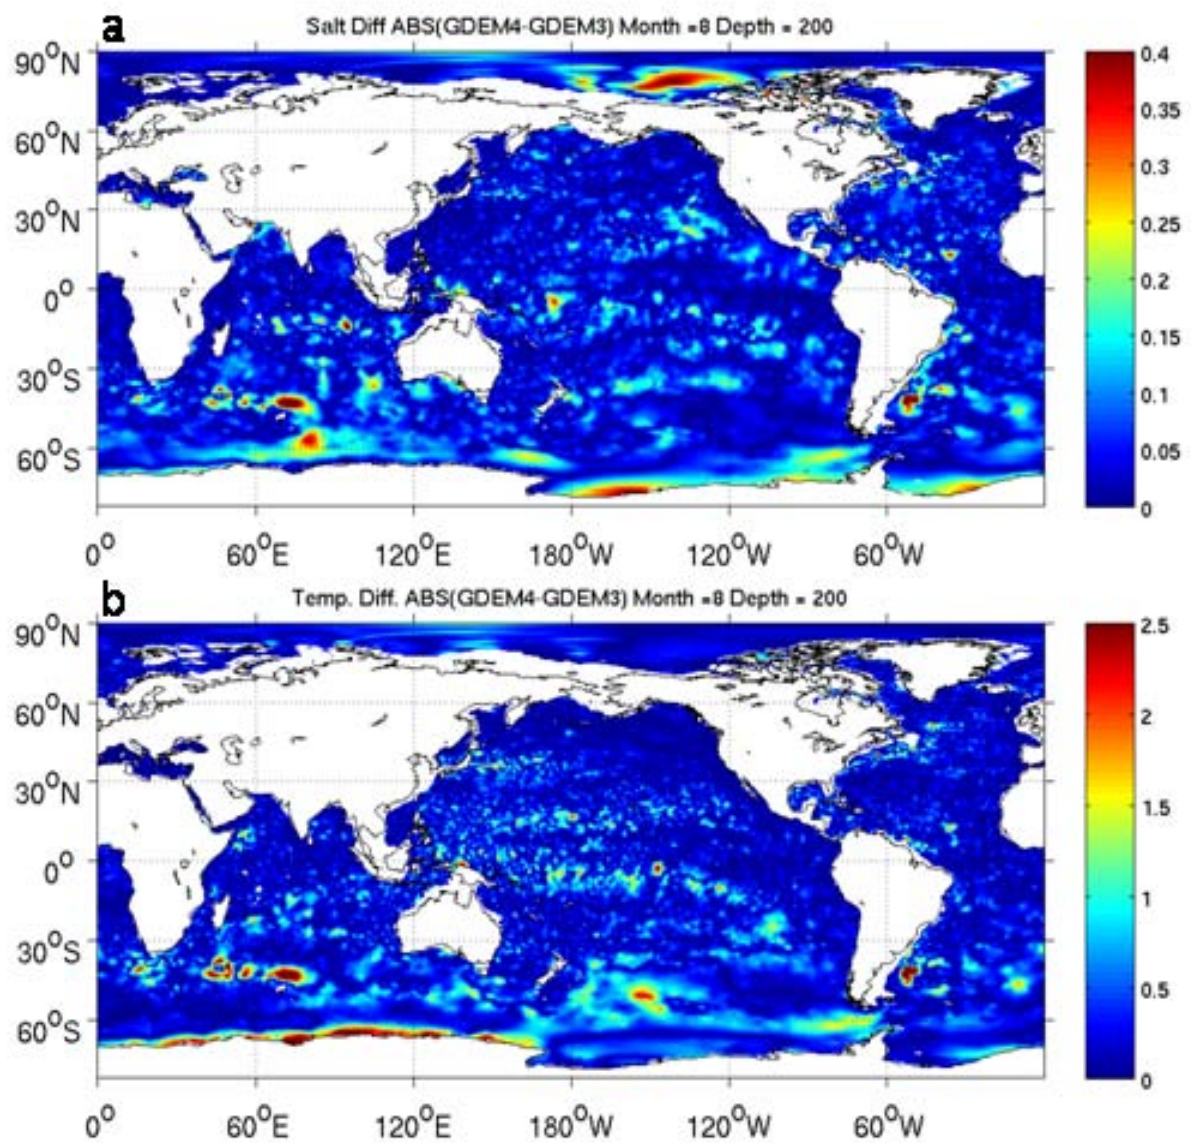 a
Salt Diff ABS(GDEM4-GDEM3) Month =8 Depth = 200
90°N
60°N
30°N
0°
30°S
60°S
0°
60°E
120°E
180°W
120°W
60°W
0.4
0.35
0.3
0.25
0.2
0.15
0.1
0.05
0
b
Temp. Diff. ABS(GDEM4-GDEM3) Month =8 Depth = 200
90°N
60°N
30°N
0°
30°S
60°S
0°
60°E
120°E
180°W
120°W
60°W
2.5
2
1.5
1
0.5
0